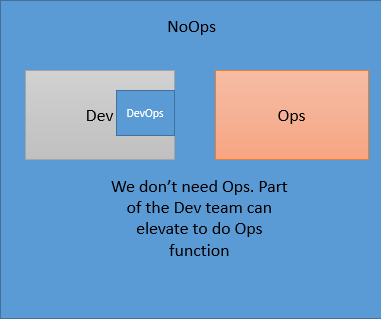 NoOps
Dev
DevOps
Ops
We don't need Ops. Part
of the Dev team can
elevate to do Ops
function